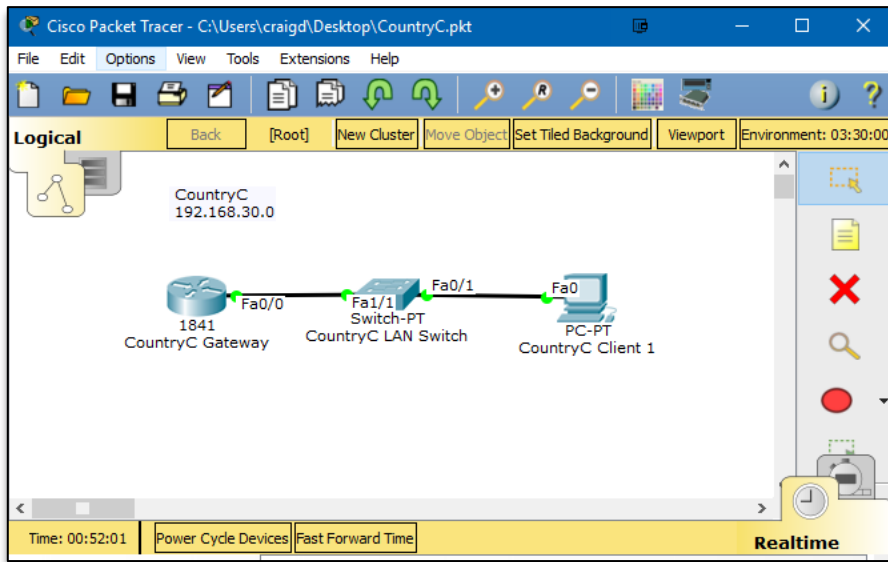 Cisco Packet Tracer - C:\Users\craigd\Desktop\CountryC.pkt
File Edit Options View Tools Extensions Help
Logical Back [Root] New Cluster Move Object Set Tiled Background Viewport Environment: 03:30:00
CountryC
192.168.30.0
Fa0/0 Fa1/1 Fa0/1 Fa0
1841
CountryC Gateway
Switch-PT
CountryC LAN Switch
PC-PT
CountryC Client 1
Time: 00:52:01 Power Cycle Devices Fast Forward Time Realtime